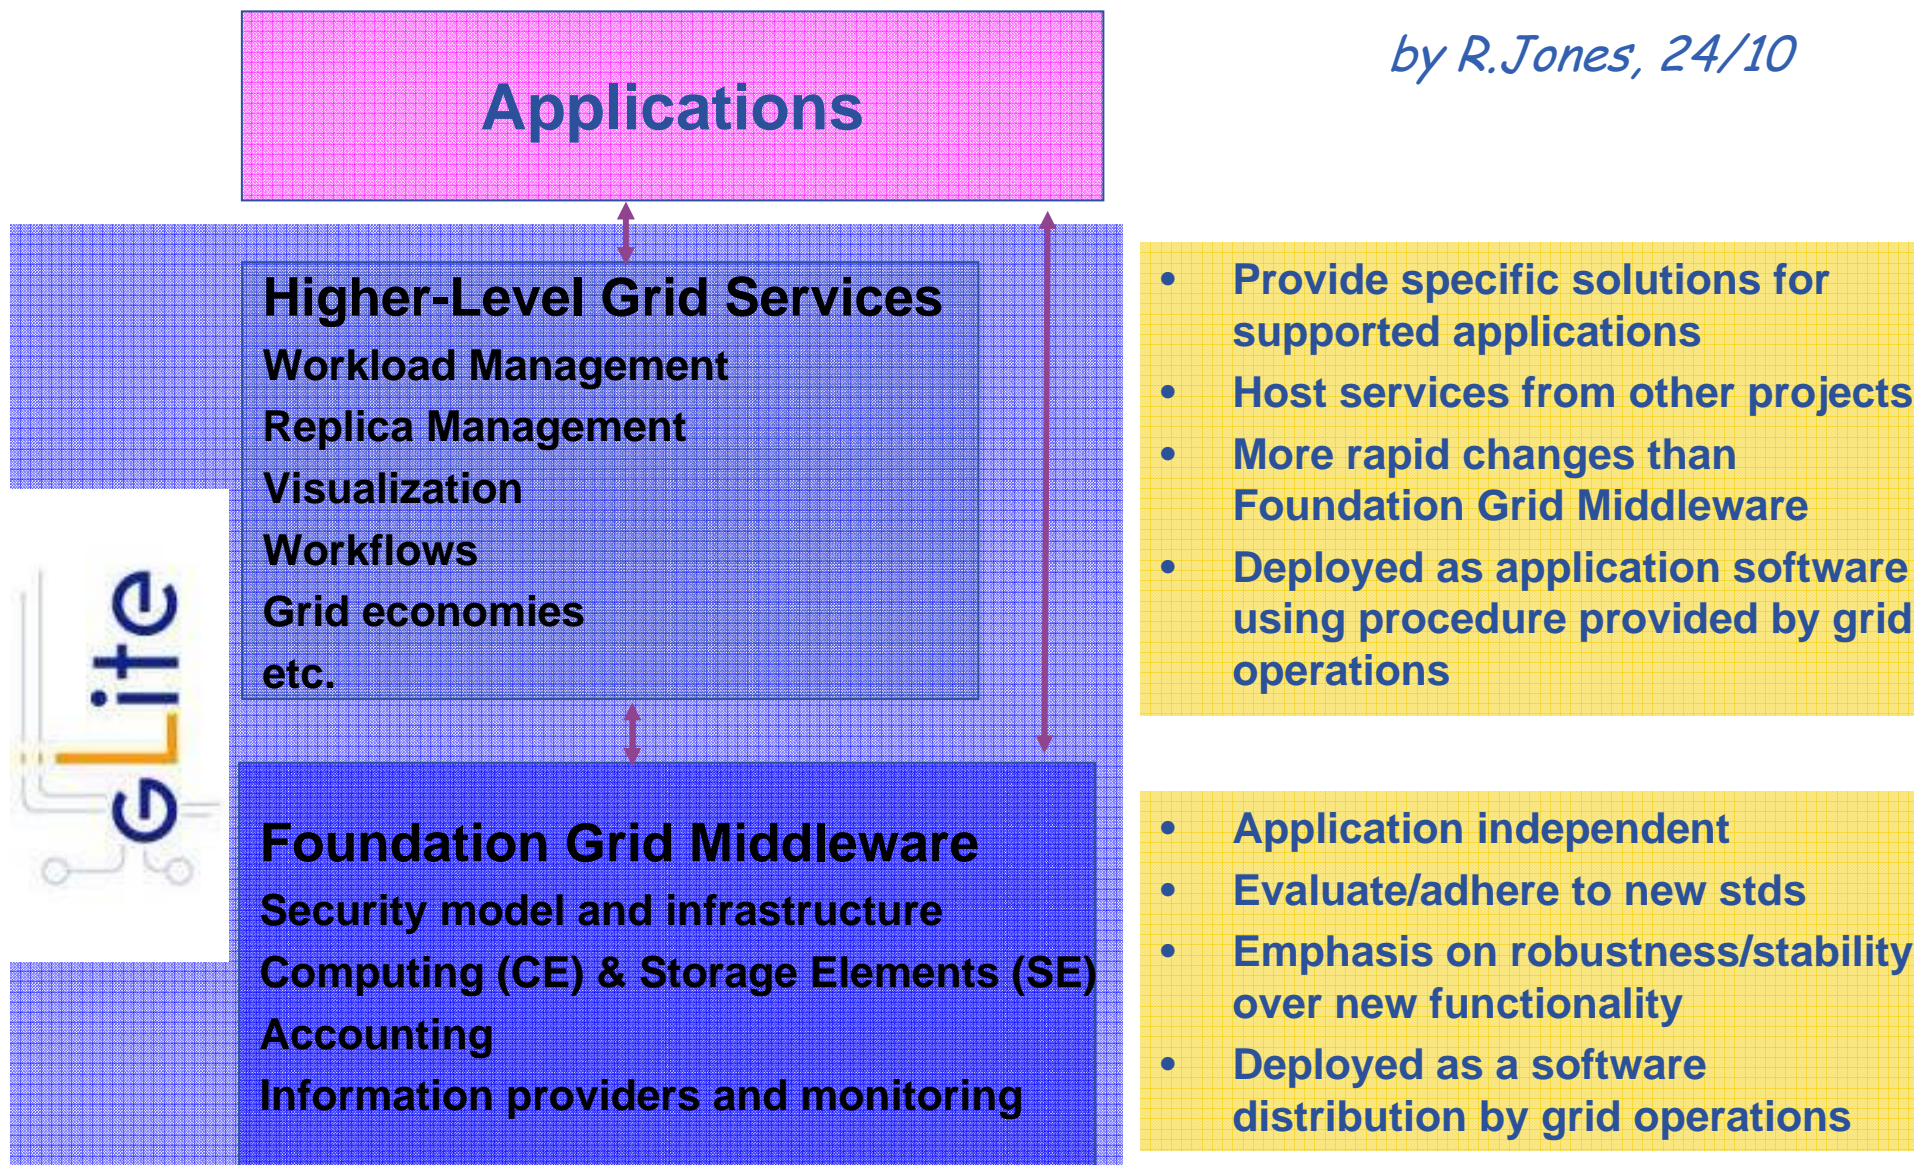 by R.Jones, 24/10
Applications
Higher-Level Grid Services
Workload Management
Replica Management
Visualization
Workflows
Grid economies
etc.
• Provide specific solutions for
supported applications
• Host services from other projects
• More rapid changes than
Foundation Grid Middleware
• Deployed as application software
using procedure provided by grid
operations
gLite
Foundation Grid Middleware
Security model and infrastructure
Computing (CE) & Storage Elements (SE)
Accounting
Information providers and monitoring
• Application independent
• Evaluate/adhere to new stds
• Emphasis on robustness/stability
over new functionality
• Deployed as a software
distribution by grid operations